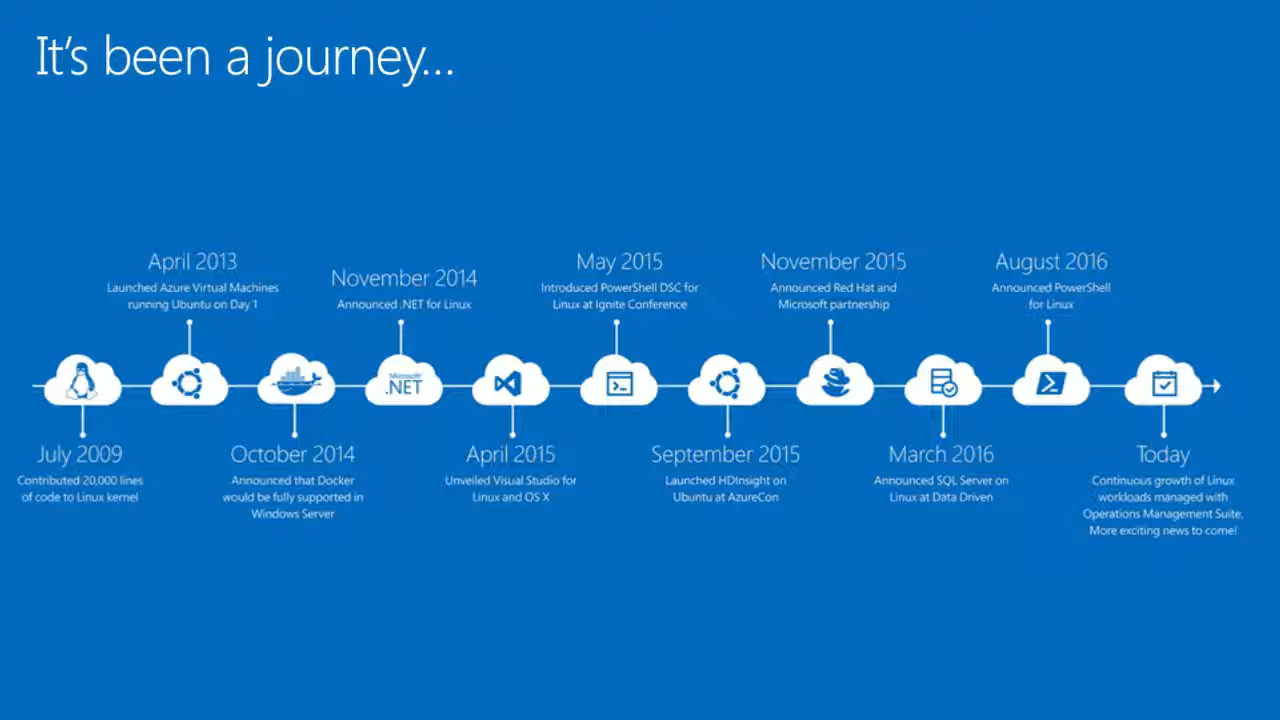 It's been a journey...
April 2013
Launched Azure Virtual Machines
running Ubuntu on Day 1
November 2014
Announced .NET for Linux
May 2015
Introduced PowerShell DSC for
Linux at Ignite Conference
November 2015
Announced Red Hat and
Microsoft partnership
August 2016
Announced PowerShell
for Linux
Microsoft
.NET
July 2009
Contributed 20,000 lines
of code to Linux kernel
October 2014
Announced that Docker
would be fully supported in
Windows Server
April 2015
Unveiled Visual Studio for
Linux and OS X
September 2015
Launched HDInsight on
Ubuntu at AzureCon
March 2016
Announced SQL Server on
Linux at Data Driven
Today
Continuous growth of Linux
workloads managed with
Operations Management Suite.
More exciting news to come!